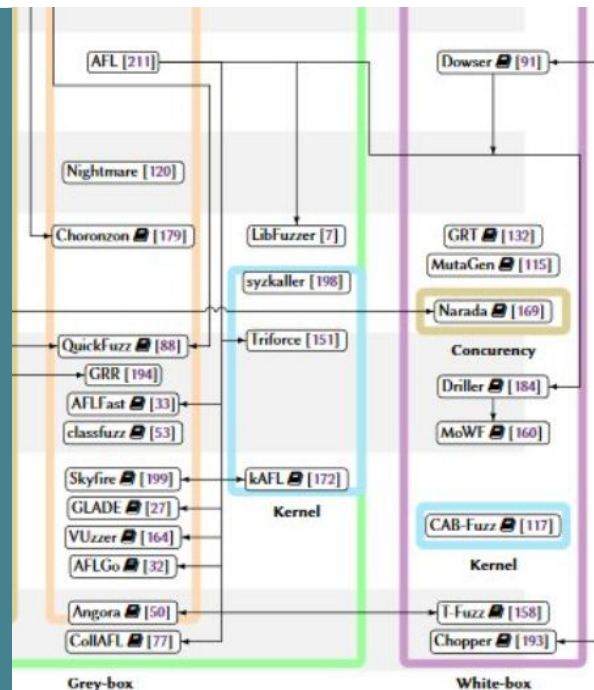 AFL [211]
Dowser [91]
Nightmare [120]
Choronzon [179]
LibFuzzer [7]
GRT [132]
MutaGen [115]
syzkaller [198]
Narada [169]
QuickFuzz [88]
Triforce [151]
Concurency
GRR [194]
Driller [184]
AFLFast [33]
classfuzz [53]
MoWF [160]
Skyfire [199]
kAFL [172]
GLADE [27]
Kernel
CAB-Fuzz [117]
VUzzer [164]
AFLGo [32]
Kernel
Angora [50]
T-Fuzz [158]
CollAFL [77]
Chopper [193]
Grey-box
White-box